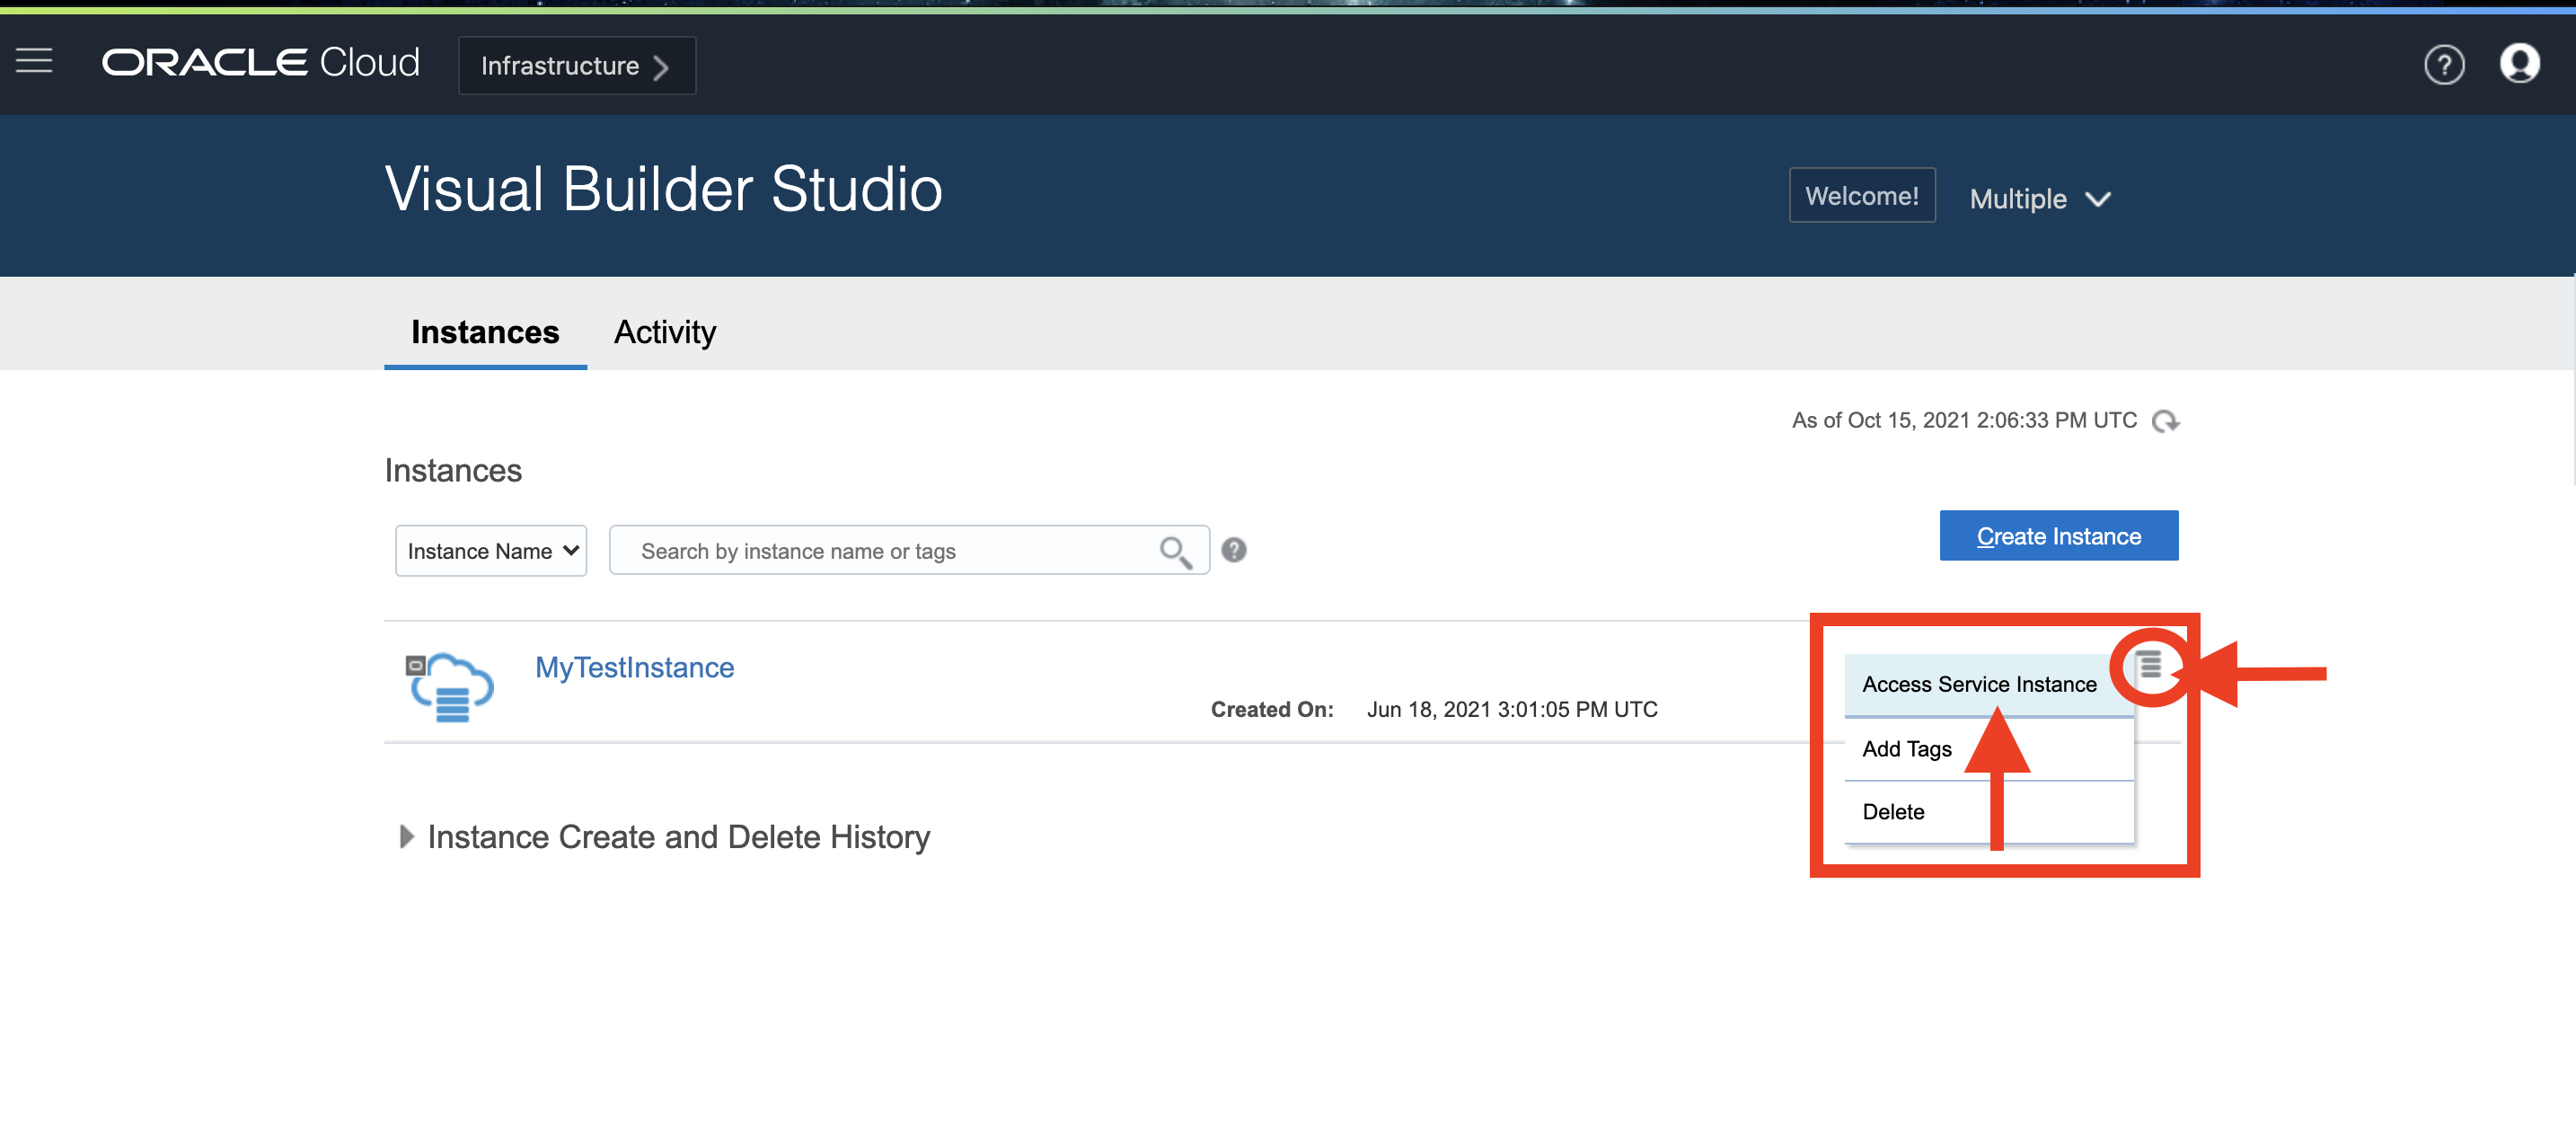 ORACLE Cloud
Infrastructure
Visual Builder Studio
Welcome!
Multiple
Instances
Activity
As of Oct 15, 2021 2:06:33 PM UTC
Instances
Instance Name
Search by instance name or tags
Create Instance
MyTestInstance
Created On: Jun 18, 2021 3:01:05 PM UTC
Access Service Instance
Add Tags
Delete
Instance Create and Delete History